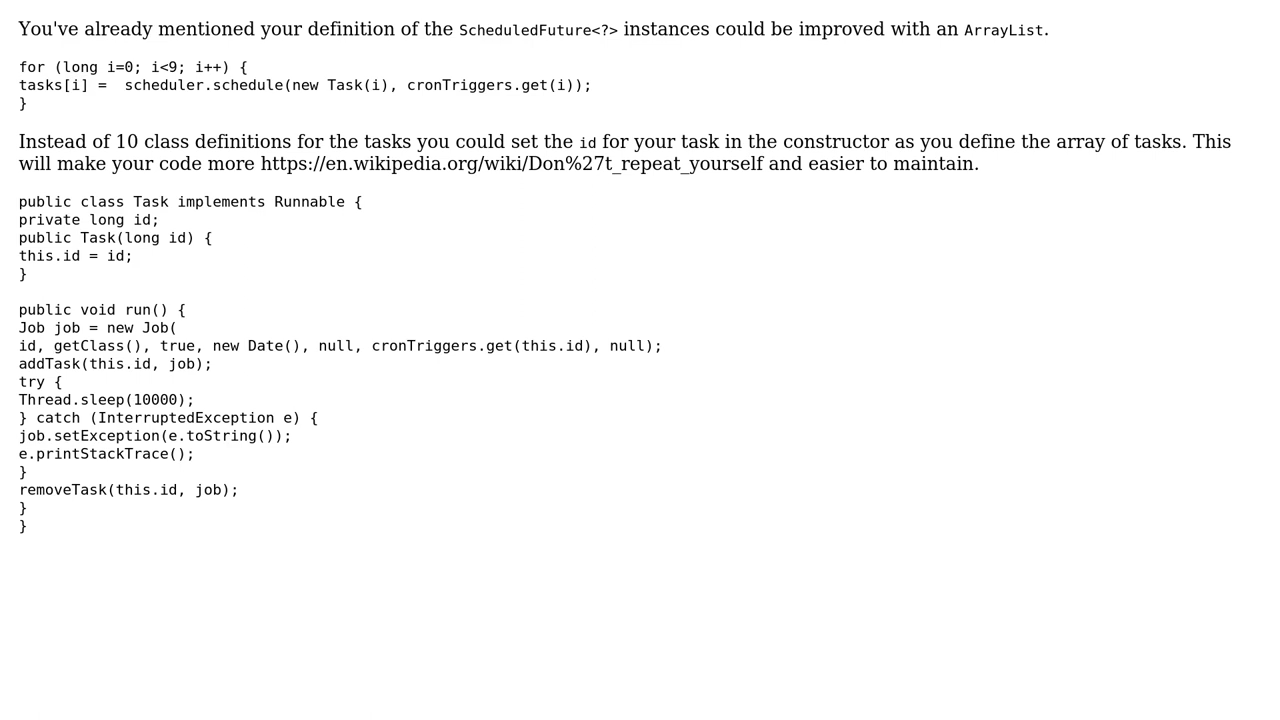 You've already mentioned your definition of the ScheduledFuture<?> instances could be improved with an ArrayList.
for (long i=0; i<9; i++) {
tasks[i] =  scheduler.schedule(new Task(i), cronTriggers.get(i));
}
Instead of 10 class definitions for the tasks you could set the id for your task in the constructor as you define the array of tasks. This
will make your code more https://en.wikipedia.org/wiki/Don%27t_repeat_yourself and easier to maintain.
public class Task implements Runnable {
private long id;
public Task(long id) {
this.id = id;
}
public void run() {
Job job = new Job(
id, getClass(), true, new Date(), null, cronTriggers.get(this.id), null);
addTask(this.id, job);
try {
Thread.sleep(10000);
} catch (InterruptedException e) {
job.setException(e.toString());
e.printStackTrace();
}
removeTask(this.id, job);
}
}